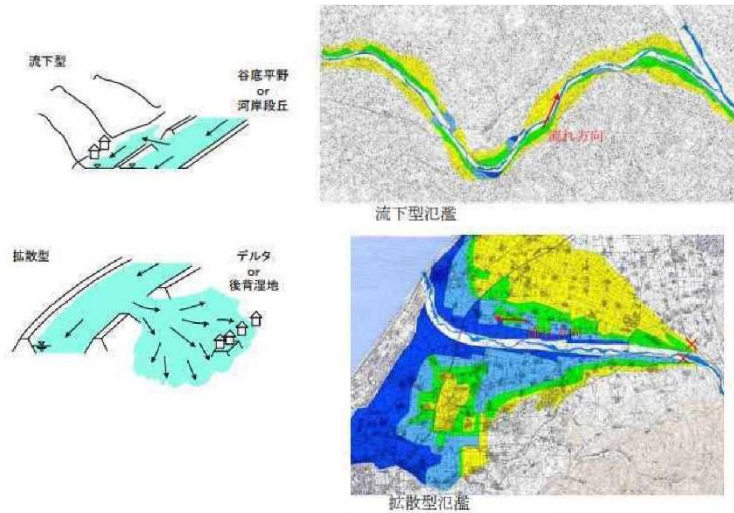 流下型
谷底平野
or
河岸段丘
流れ方向
流下型氾濫
拡散型
デルタ
or
後背湿地
拡散型氾濫